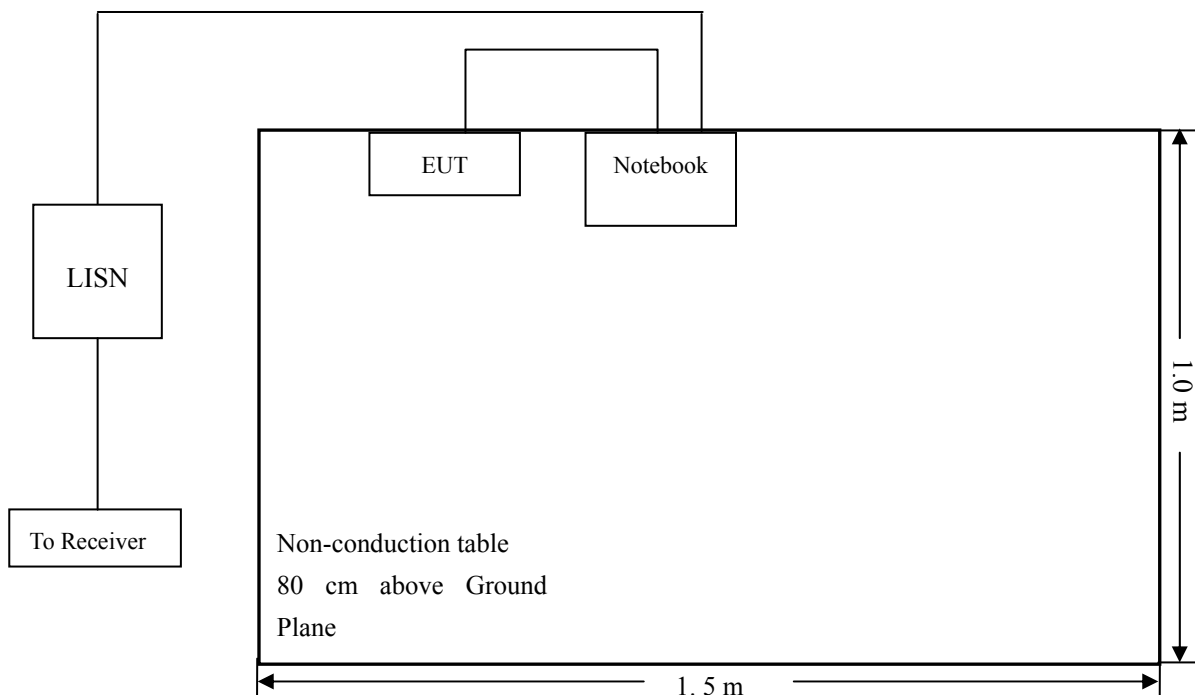 EUT
Notebook
LISN
1.0 m
To Receiver
Non-conduction table
80 cm above Ground
Plane
1. 5 m